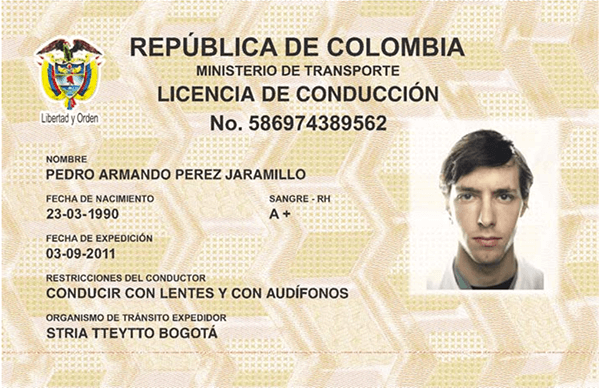 REPÚBLICA DE COLOMBIA
MINISTERIO DE TRANSPORTE
LICENCIA DE CONDUCCIÓN
No. 586974389562
Libertad y Orden
NOMBRE
PEDRO ARMANDO PEREZ JARAMILLO
FECHA DE NACIMIENTO SANGRE - RH
23-03-1990 A +
FECHA DE EXPEDICIÓN
03-09-2011
RESTRICCIONES DEL CONDUCTOR
CONDUCIR CON LENTES Y CON AUDÍFONOS
ORGANISMO DE TRÁNSITO EXPEDIDOR
STRIA TTEYTTO BOGOTÁ